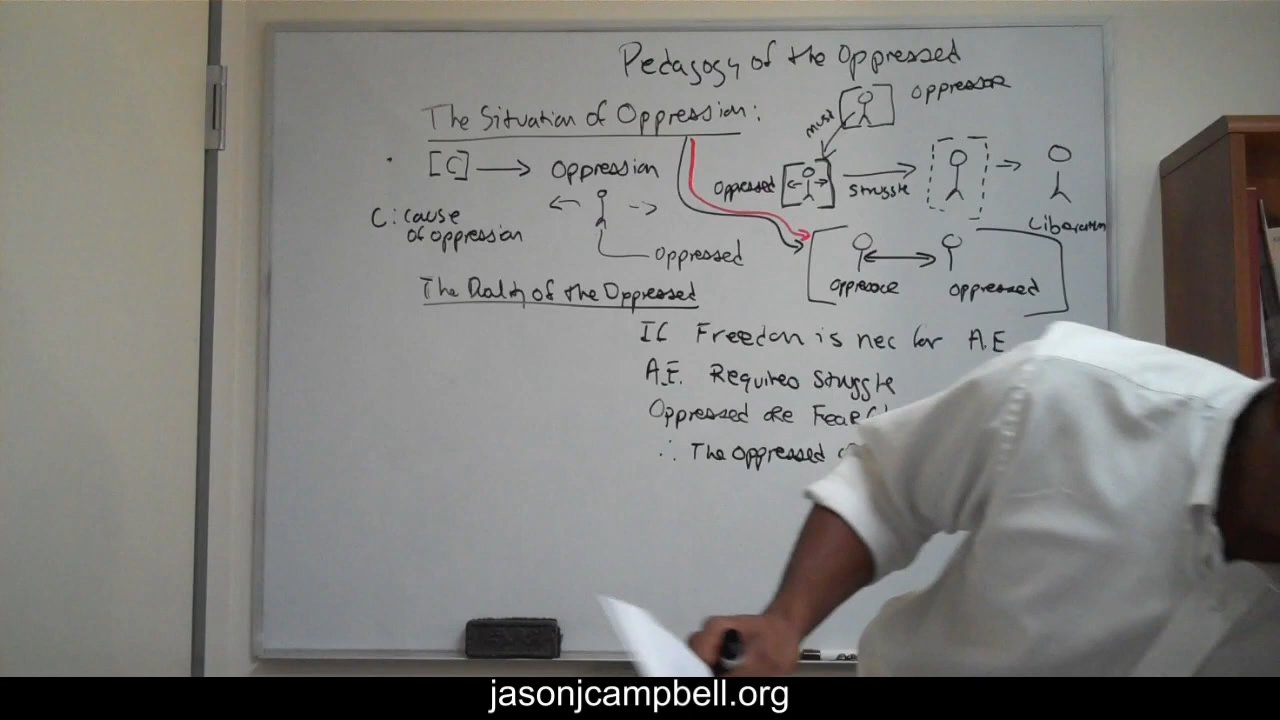 Pedagogy of the Oppressed
The Situation of Oppression:
Oppressor
must
[C] → Oppression
Oppressed
Struggle
C: cause
of oppression
Oppressed
Liberation
Oppressor
Oppressed
The Duality of the Oppressed
If Freedom is nec for A.E
A.E. Requires Struggle
Oppressed are
∴ The oppressed
jasonjcampbell.org